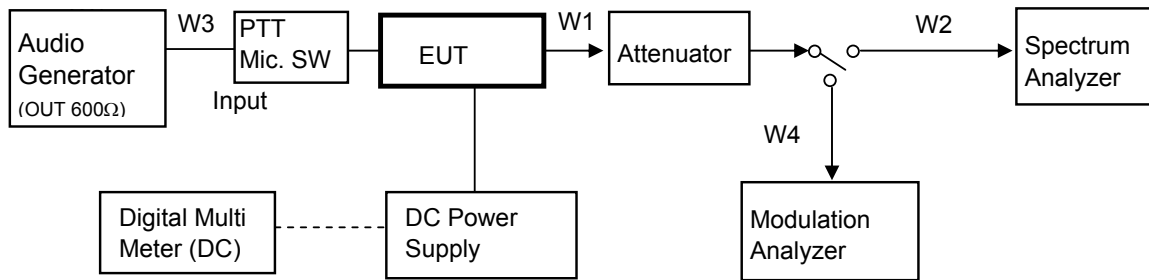 Audio
Generator
(OUT 600Ω)
W3
PTT
Mic. SW
Input
EUT
W1
Attenuator
W2
Spectrum
Analyzer
W4
Digital Multi
Meter (DC)
DC Power
Supply
Modulation
Analyzer